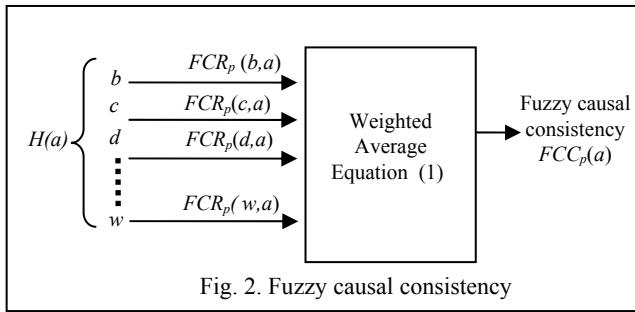 b
FCRp (b,a)
c
FCRp(c,a)
d
FCRp(d,a)
H(a)
w
FCRp( w,a)
Weighted
Average
Equation (1)
Fuzzy causal
consistency
FCCp(a)
Fig. 2. Fuzzy causal consistency